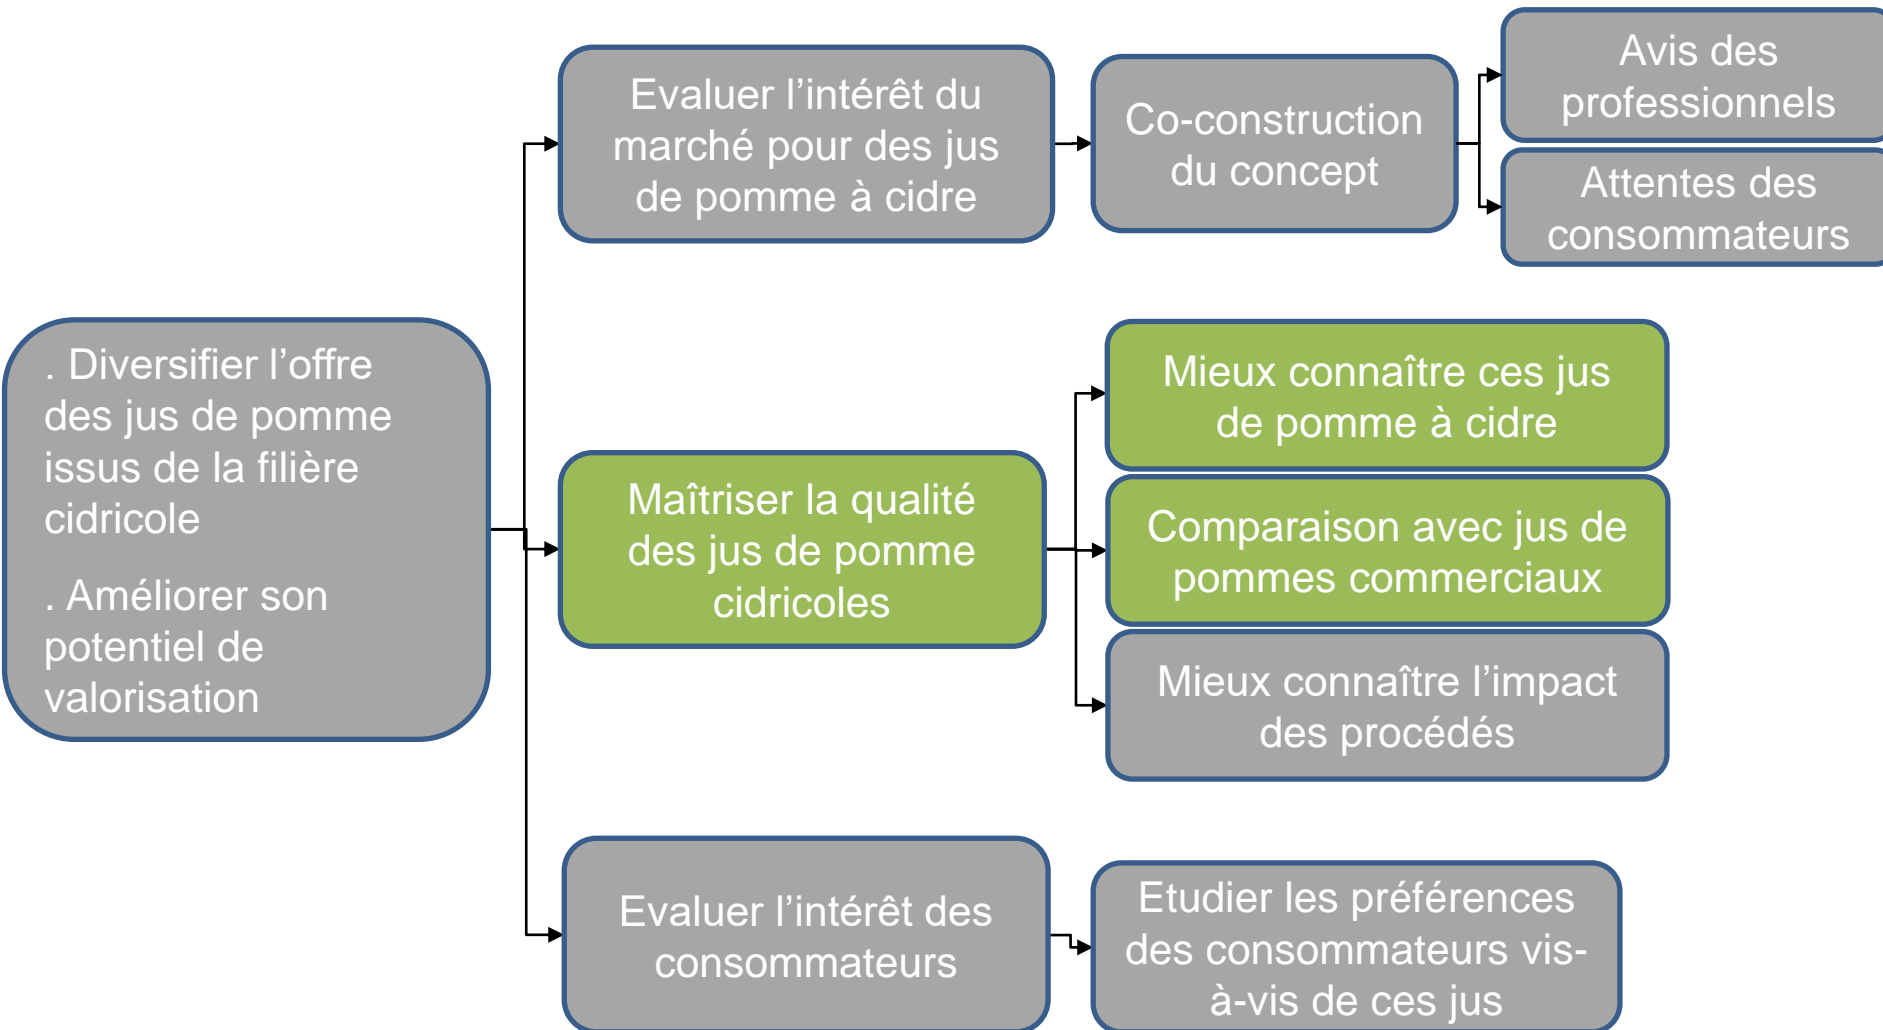 . Diversifier l’offre
des jus de pomme
issus de la filière
cidricole
. Améliorer son
potentiel de
valorisation
Evaluer l’intérêt du
marché pour des jus
de pomme à cidre
Co-construction
du concept
Avis des
professionnels
Attentes des
consommateurs
Maîtriser la qualité
des jus de pomme
cidricoles
Mieux connaître ces jus
de pomme à cidre
Comparaison avec jus de
pommes commerciaux
Mieux connaître l’impact
des procédés
Evaluer l’intérêt des
consommateurs
Etudier les préférences
des consommateurs vis-
à-vis de ces jus